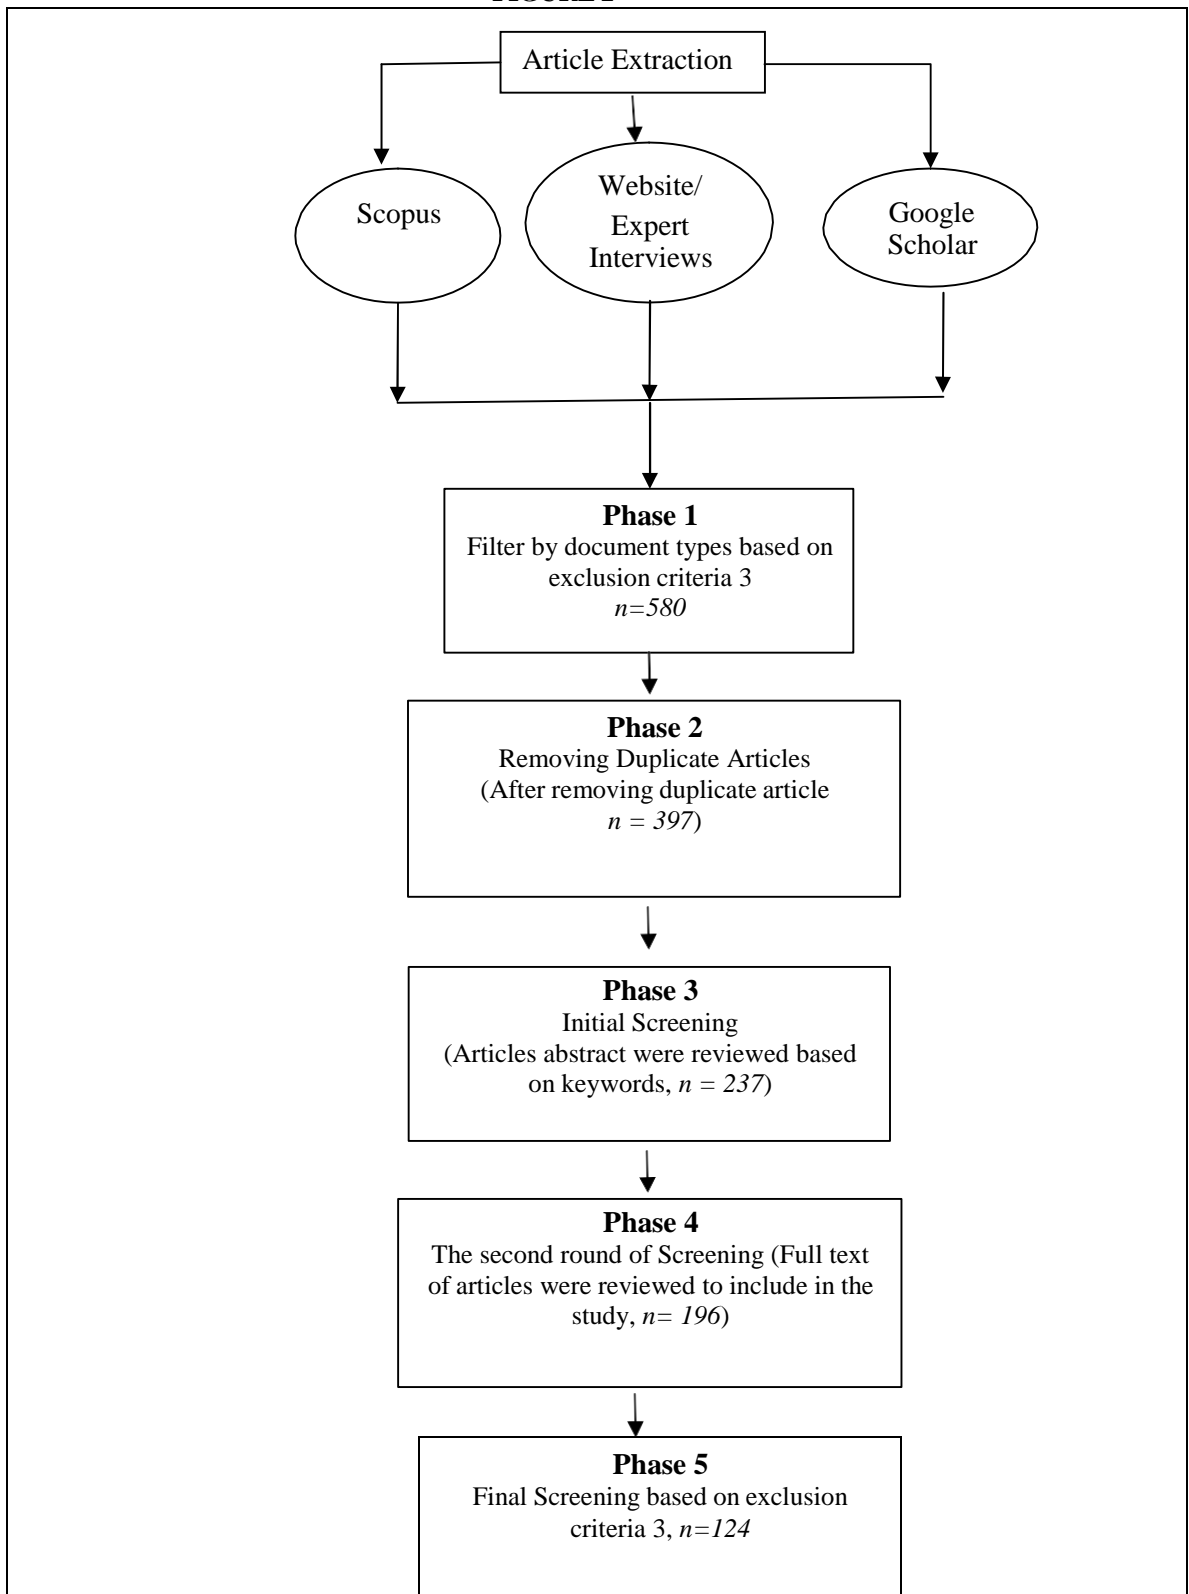 Article Extraction
Scopus
Website/
Expert
Interviews
Google
Scholar
Phase 1
Filter by document types based on
exclusion criteria 3
n=580
Phase 2
Removing Duplicate Articles
(After removing duplicate article
n = 397)
Phase 3
Initial Screening
(Articles abstract were reviewed based
on keywords, n = 237)
Phase 4
The second round of Screening (Full text
of articles were reviewed to include in the
study, n= 196)
Phase 5
Final Screening based on exclusion
criteria 3, n=124